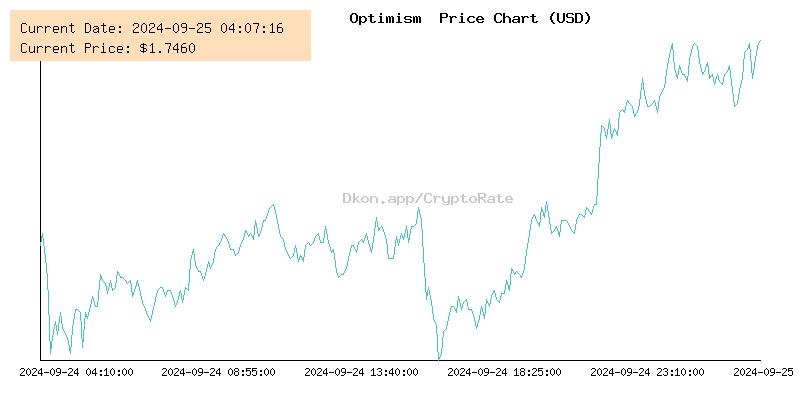 Optimism  Price Chart (USD)
Current Date: 2024-09-25 04:07:16
Current Price: $1.7460
Dkon.app/CryptoRate
2024-09-24 04:10:00 2024-09-24 08:55:00 2024-09-24 13:40:00 2024-09-24 18:25:00 2024-09-24 23:10:00 2024-09-25